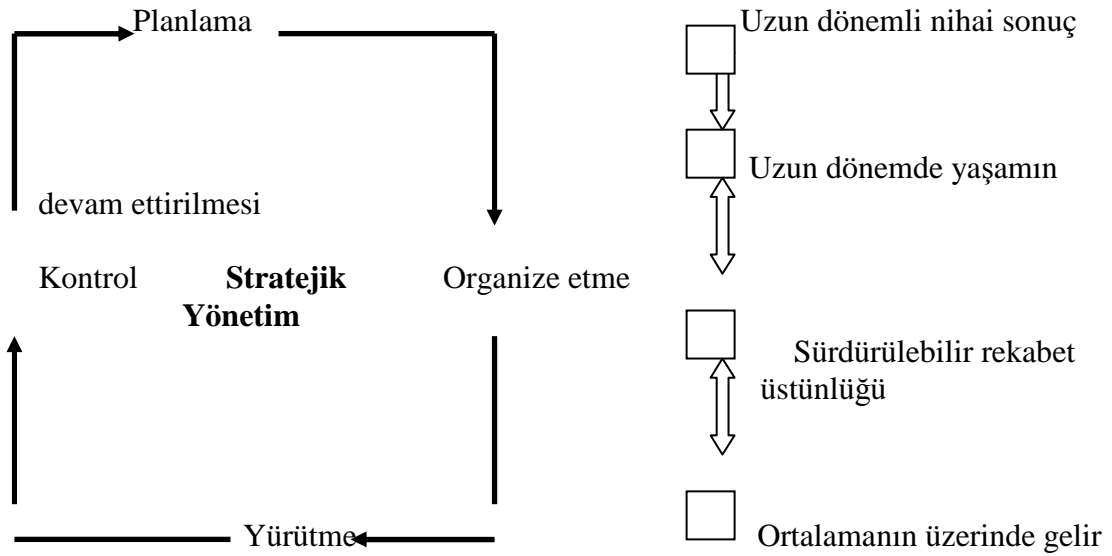 Planlama
Uzun dönemli nihai sonuç
Uzun dönemde yaşamın
devam ettirilmesi
Kontrol Stratejik Organize etme
Yönetim
Sürdürülebilir rekabet
üstünlüğü
Yürütme
Ortalamanın üzerinde gelir